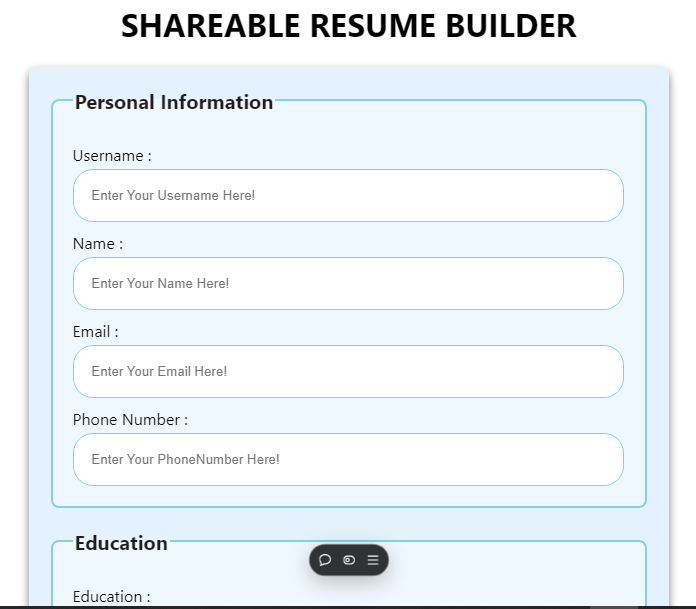 SHAREABLE RESUME BUILDER
Personal Information
Username :
Enter Your Username Here!
Name :
Enter Your Name Here!
Email :
Enter Your Email Here!
Phone Number :
Enter Your PhoneNumber Here!
Education
Education :